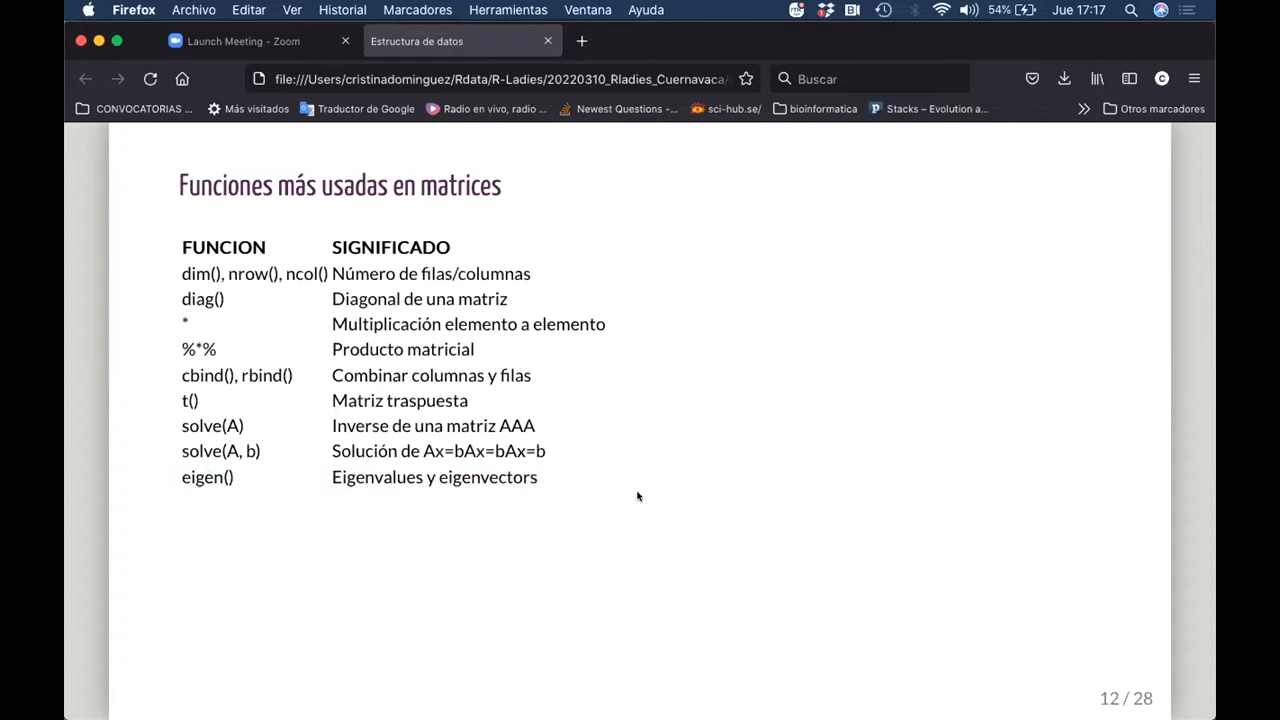 Firefox Archivo Editar Ver Historial Marcadores Herramientas Ventana Ayuda 54% Jue 17:17
Launch Meeting - Zoom Estructura de datos
file:///Users/cristinadominguez/Rdata/R-Ladies/20220310_Rladies_Cuernavaca/ Buscar
CONVOCATORIAS ... Más visitados Traductor de Google Radio en vivo, radio ... Newest Questions -... sci-hub.se/ bioinformatica Stacks – Evolution a... Otros marcadores
Funciones más usadas en matrices
FUNCION SIGNIFICADO
dim(), nrow(), ncol() Número de filas/columnas
diag() Diagonal de una matriz
* Multiplicación elemento a elemento
%*% Producto matricial
cbind(), rbind() Combinar columnas y filas
t() Matriz traspuesta
solve(A) Inverse de una matriz AAA
solve(A, b) Solución de Ax=bAx=bAx=b
eigen() Eigenvalues y eigenvectors
12 / 28